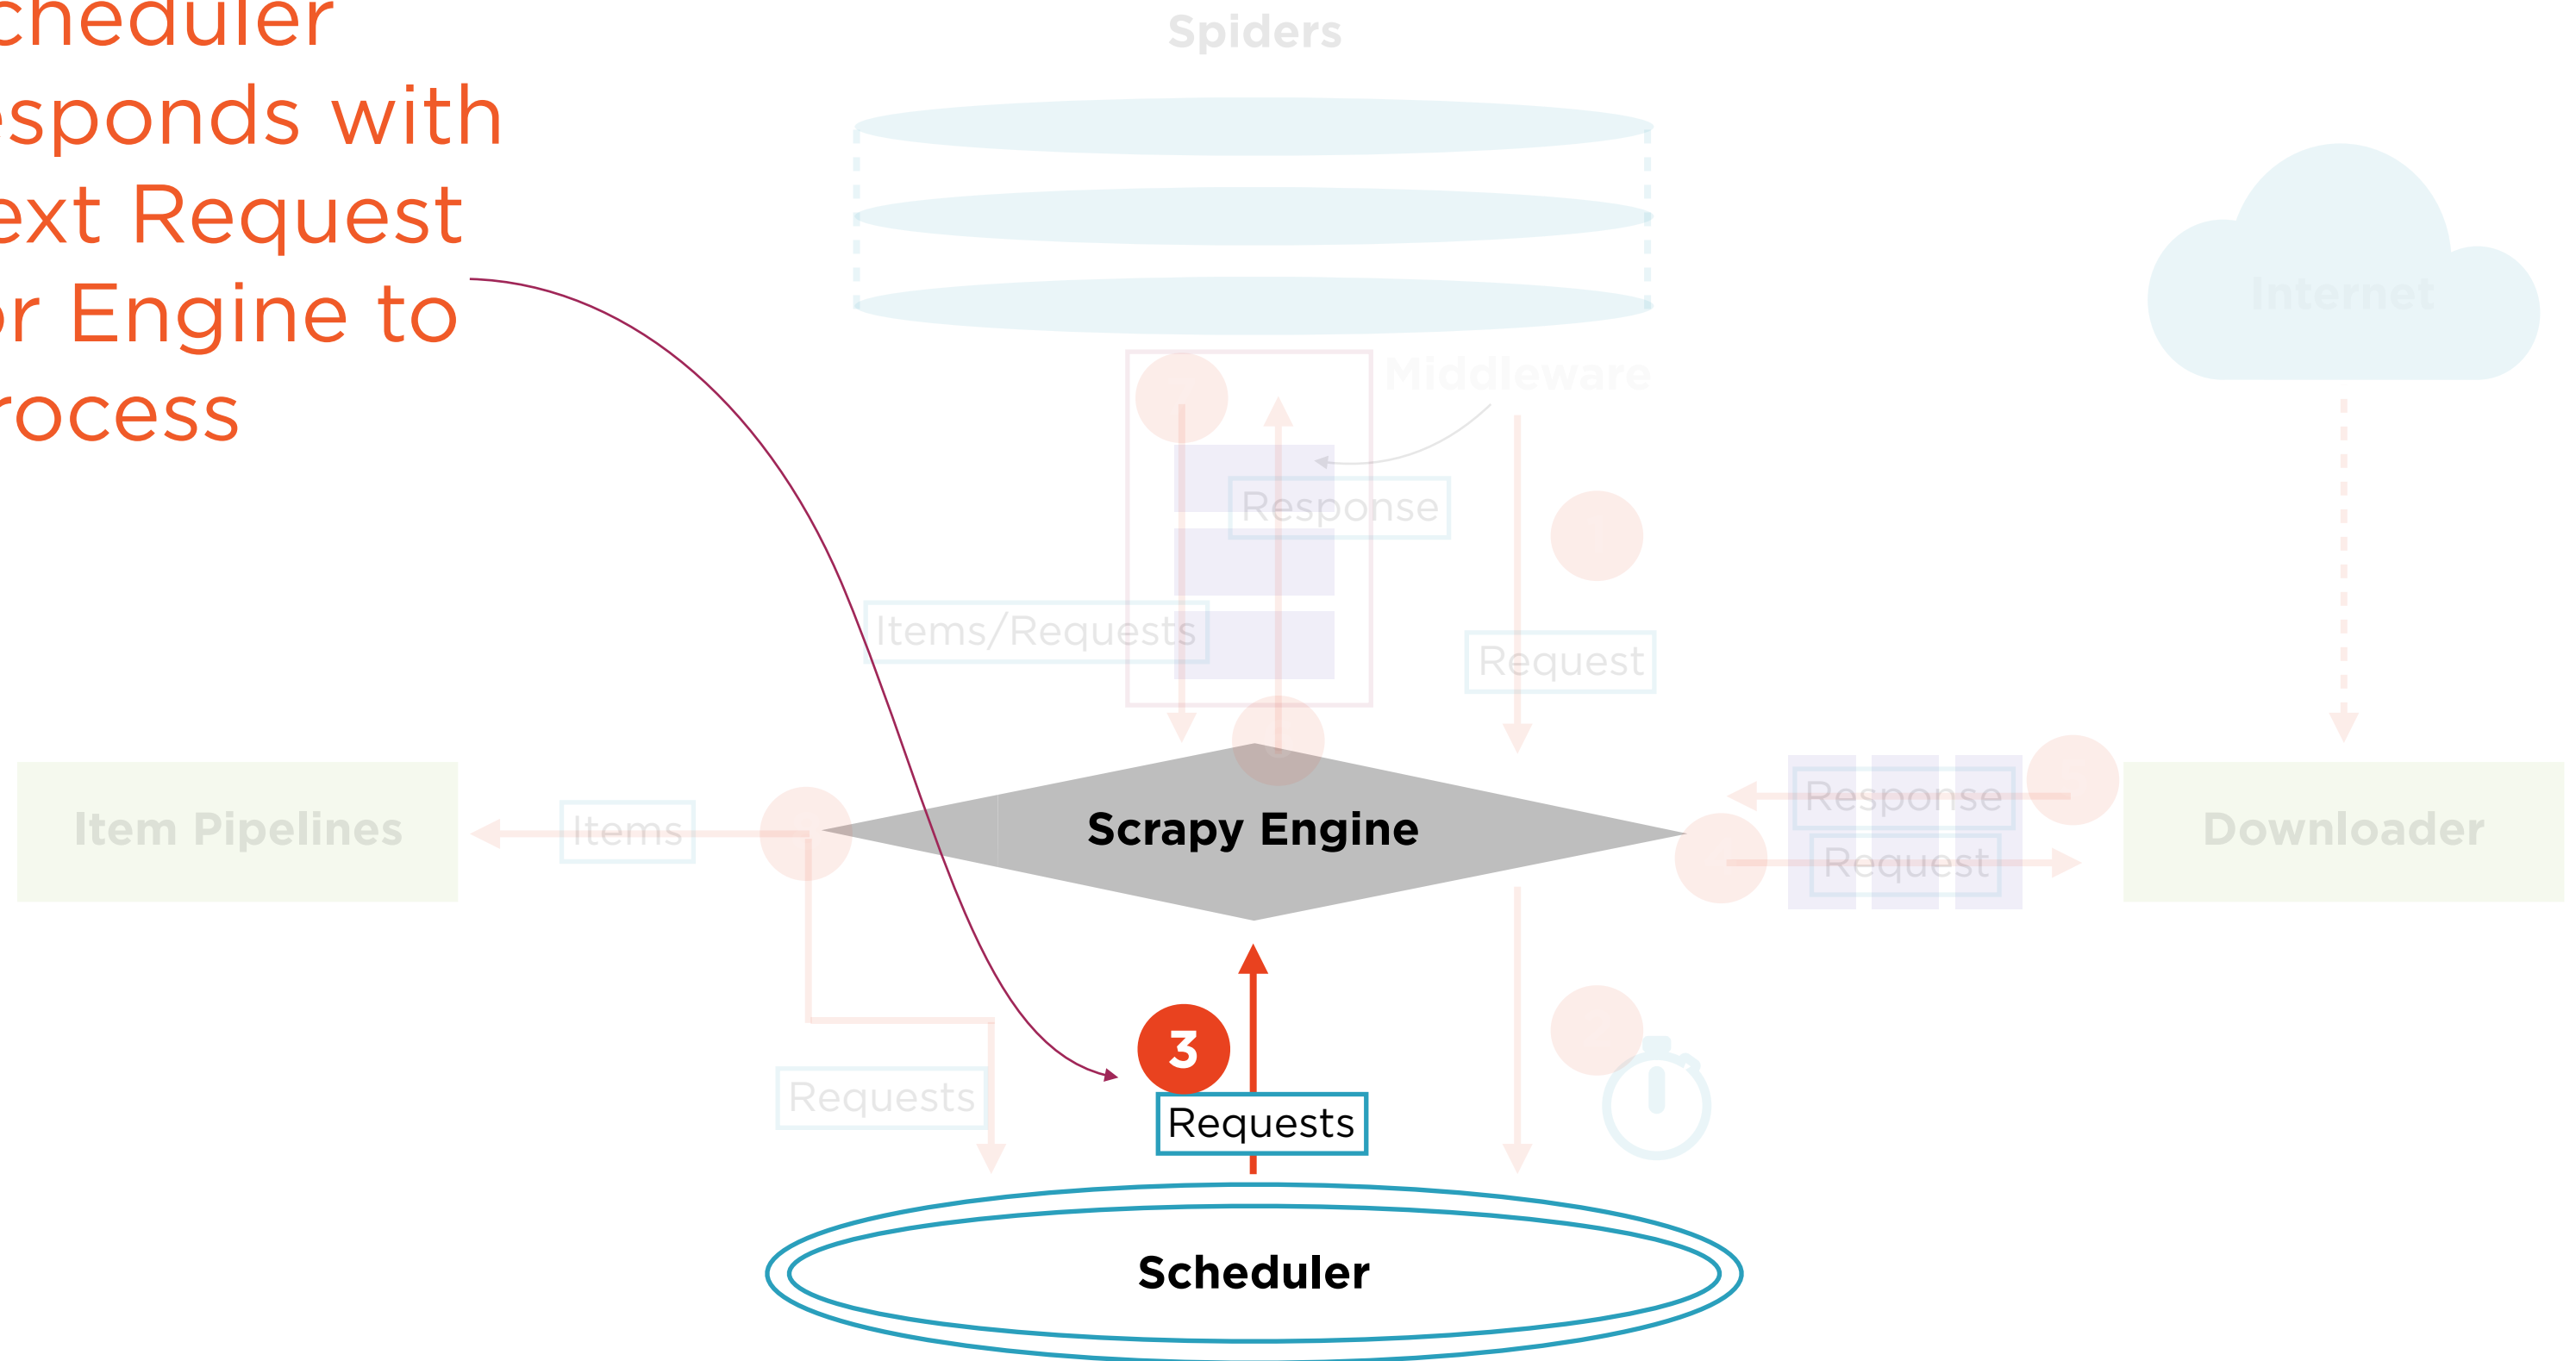 cheduler
esponds with
ext Request
or Engine to
rocess
Spiders
Internet
Middleware
Response
Items/Requests
Request
Item Pipelines
Items
Scrapy Engine
Response
Request
Downloader
3
Requests
Requests
Scheduler